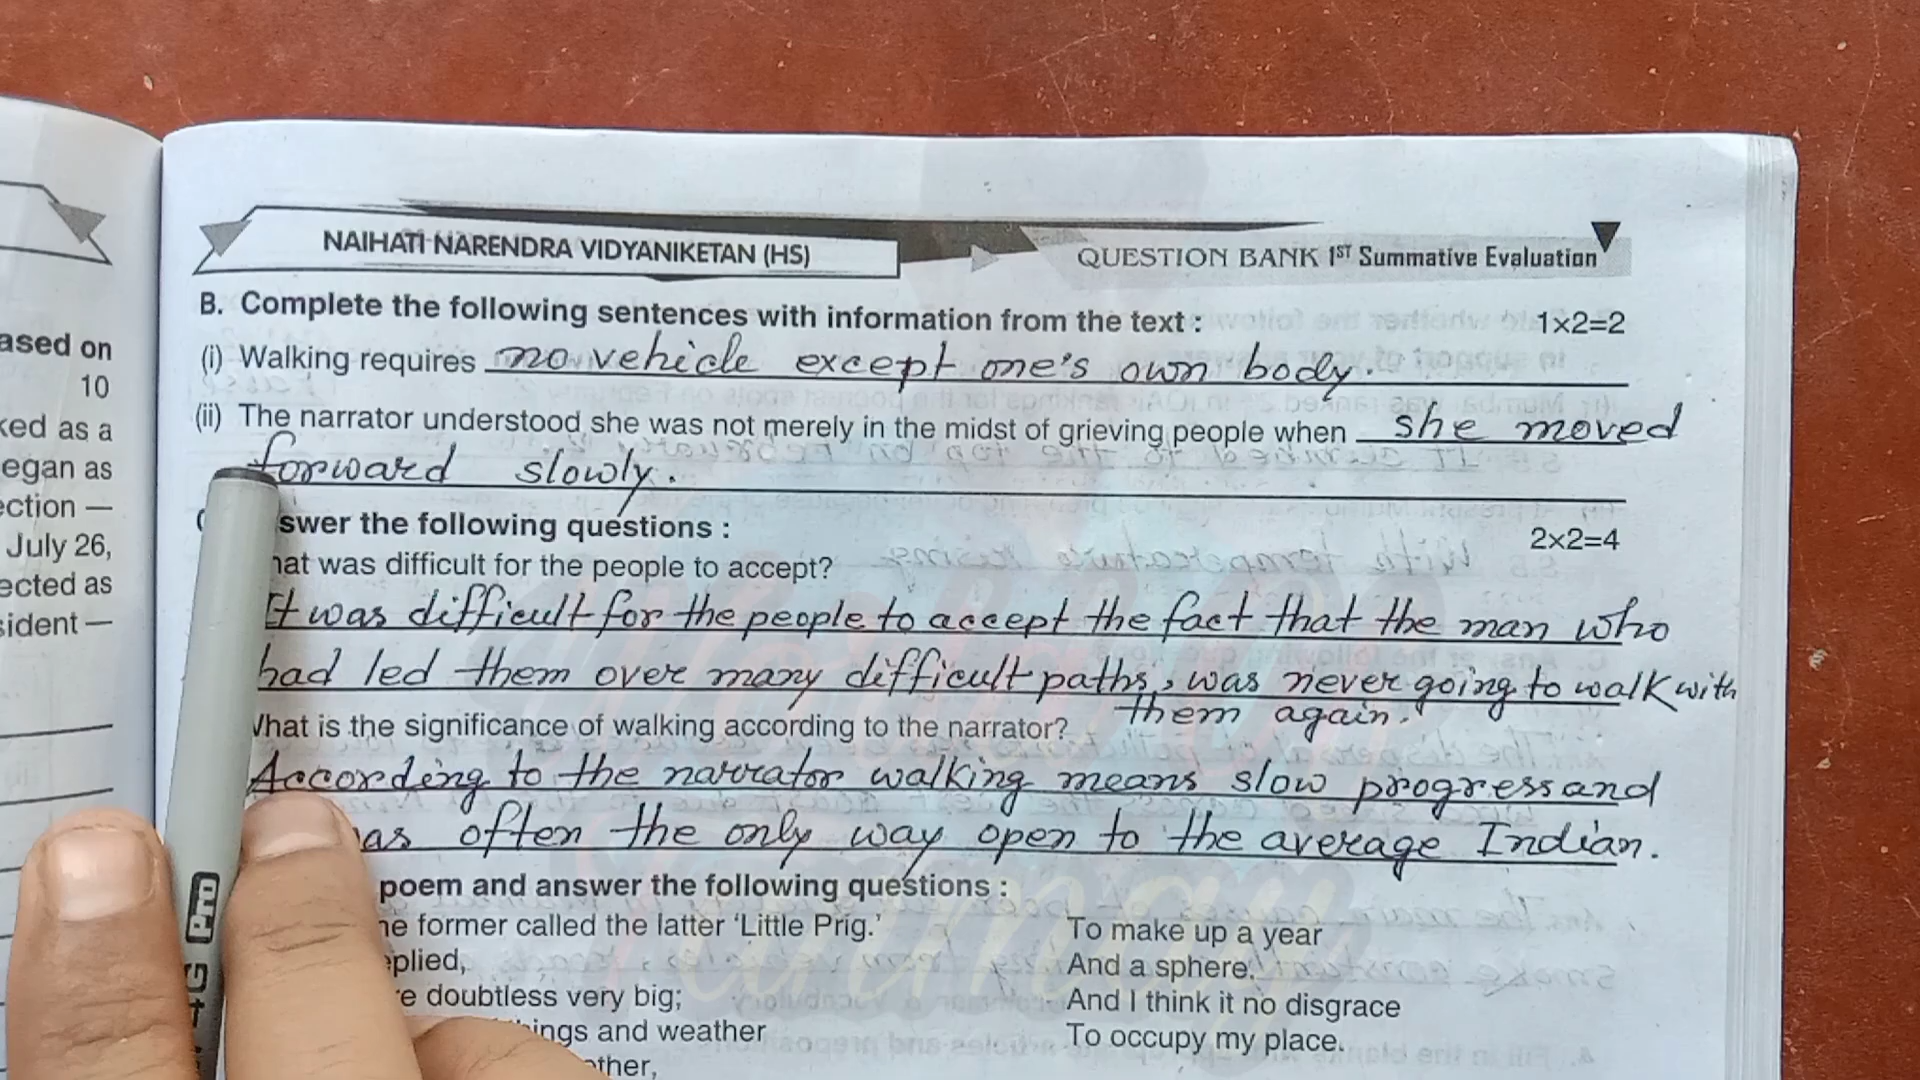 ased on
10
ked as a
egan as
ection —
July 26,
ected as
sident —
NAIHATI NARENDRA VIDYANIKETAN (HS)
QUESTION BANK 1ST Summative Evaluation
B. Complete the following sentences with information from the text : 1×2=2
(i) Walking requires no vehicle except one's own body.
(ii) The narrator understood she was not merely in the midst of grieving people when she moved
forward slowly.
swer the following questions : 2×2=4
hat was difficult for the people to accept?
It was difficult for the people to accept the fact that the man who
had led them over many difficult paths, was never going to walk with
them again.
What is the significance of walking according to the narrator?
According to the narrator walking means slow progress and
as often the only way open to the average Indian.
poem and answer the following questions :
he former called the latter 'Little Prig.'
plied,
e doubtless very big;
ings and weather
ther,
To make up a year
And a sphere.
And I think it no disgrace
To occupy my place.
Pm